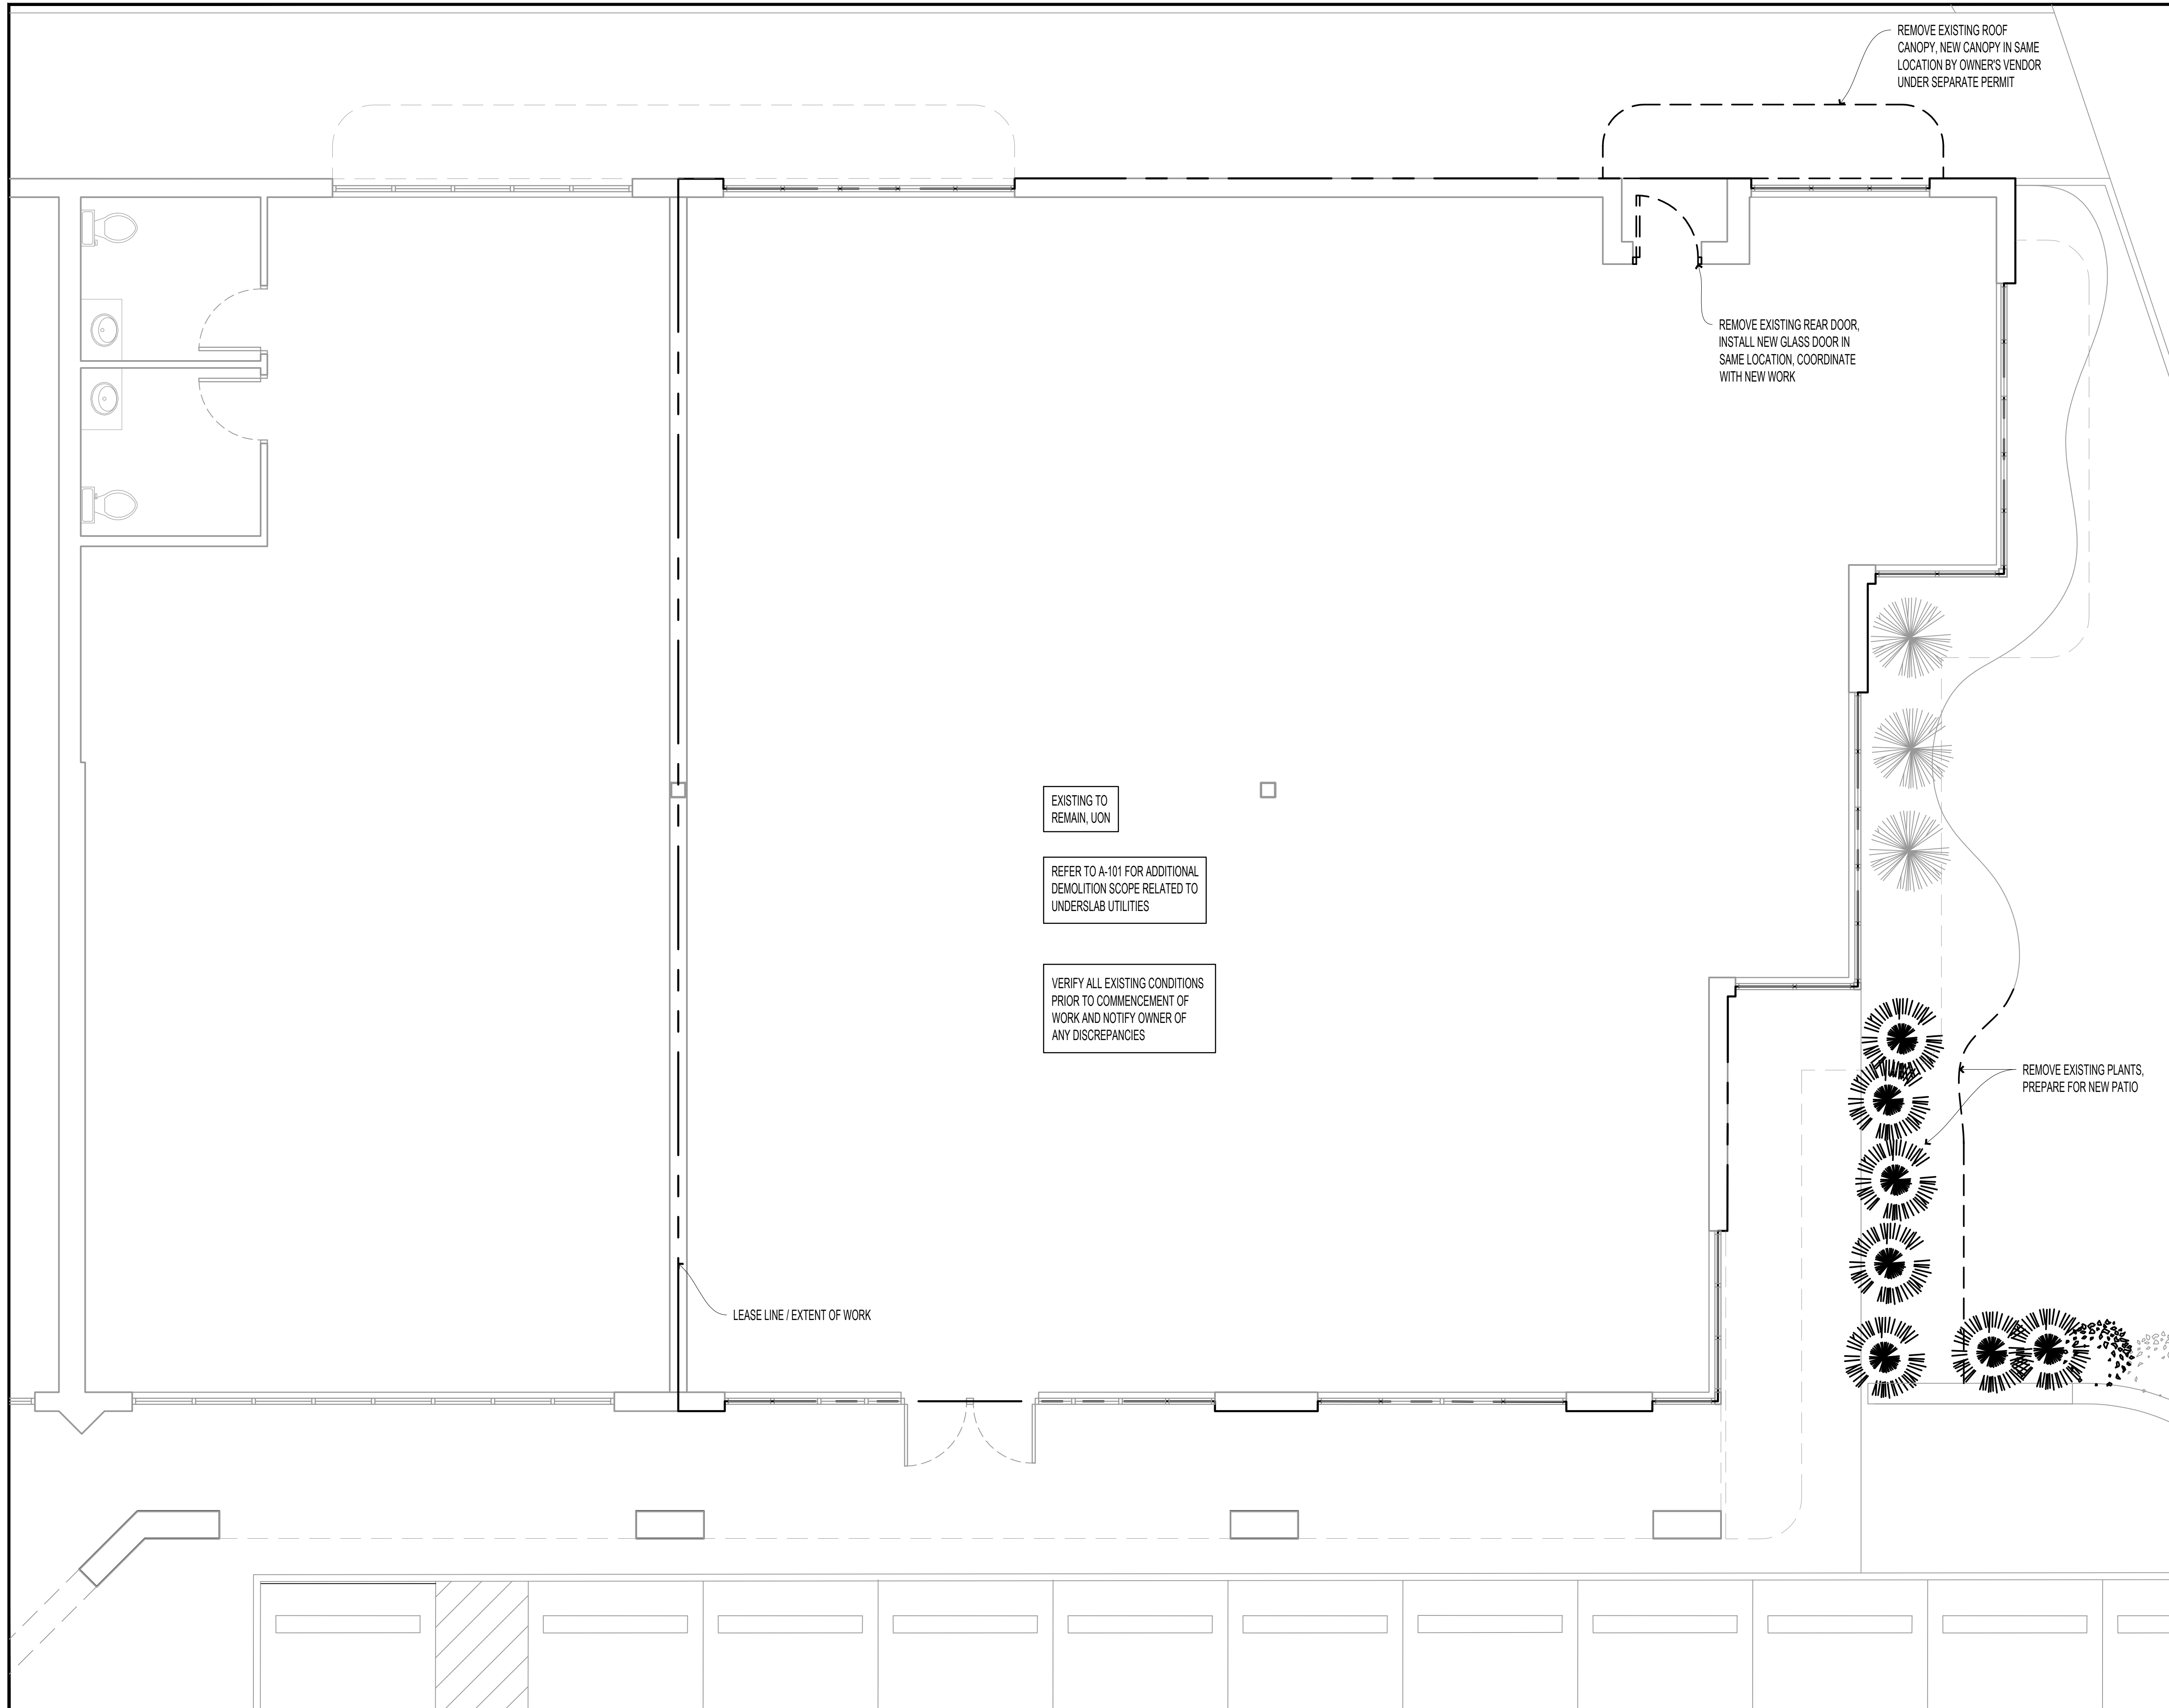 REMOVE EXISTING ROOF
CANOPY, NEW CANOPY IN SAME
LOCATION BY OWNER'S VENDOR
UNDER SEPARATE PERMIT
REMOVE EXISTING REAR DOOR,
INSTALL NEW GLASS DOOR IN
SAME LOCATION, COORDINATE
WITH NEW WORK
EXISTING TO
REMAIN, UON
REFER TO A-101 FOR ADDITIONAL
DEMOLITION SCOPE RELATED TO
UNDERSLAB UTILITIES
VERIFY ALL EXISTING CONDITIONS
PRIOR TO COMMENCEMENT OF
WORK AND NOTIFY OWNER OF
ANY DISCREPANCIES
REMOVE EXISTING PLANTS,
PREPARE FOR NEW PATIO
LEASE LINE / EXTENT OF WORK